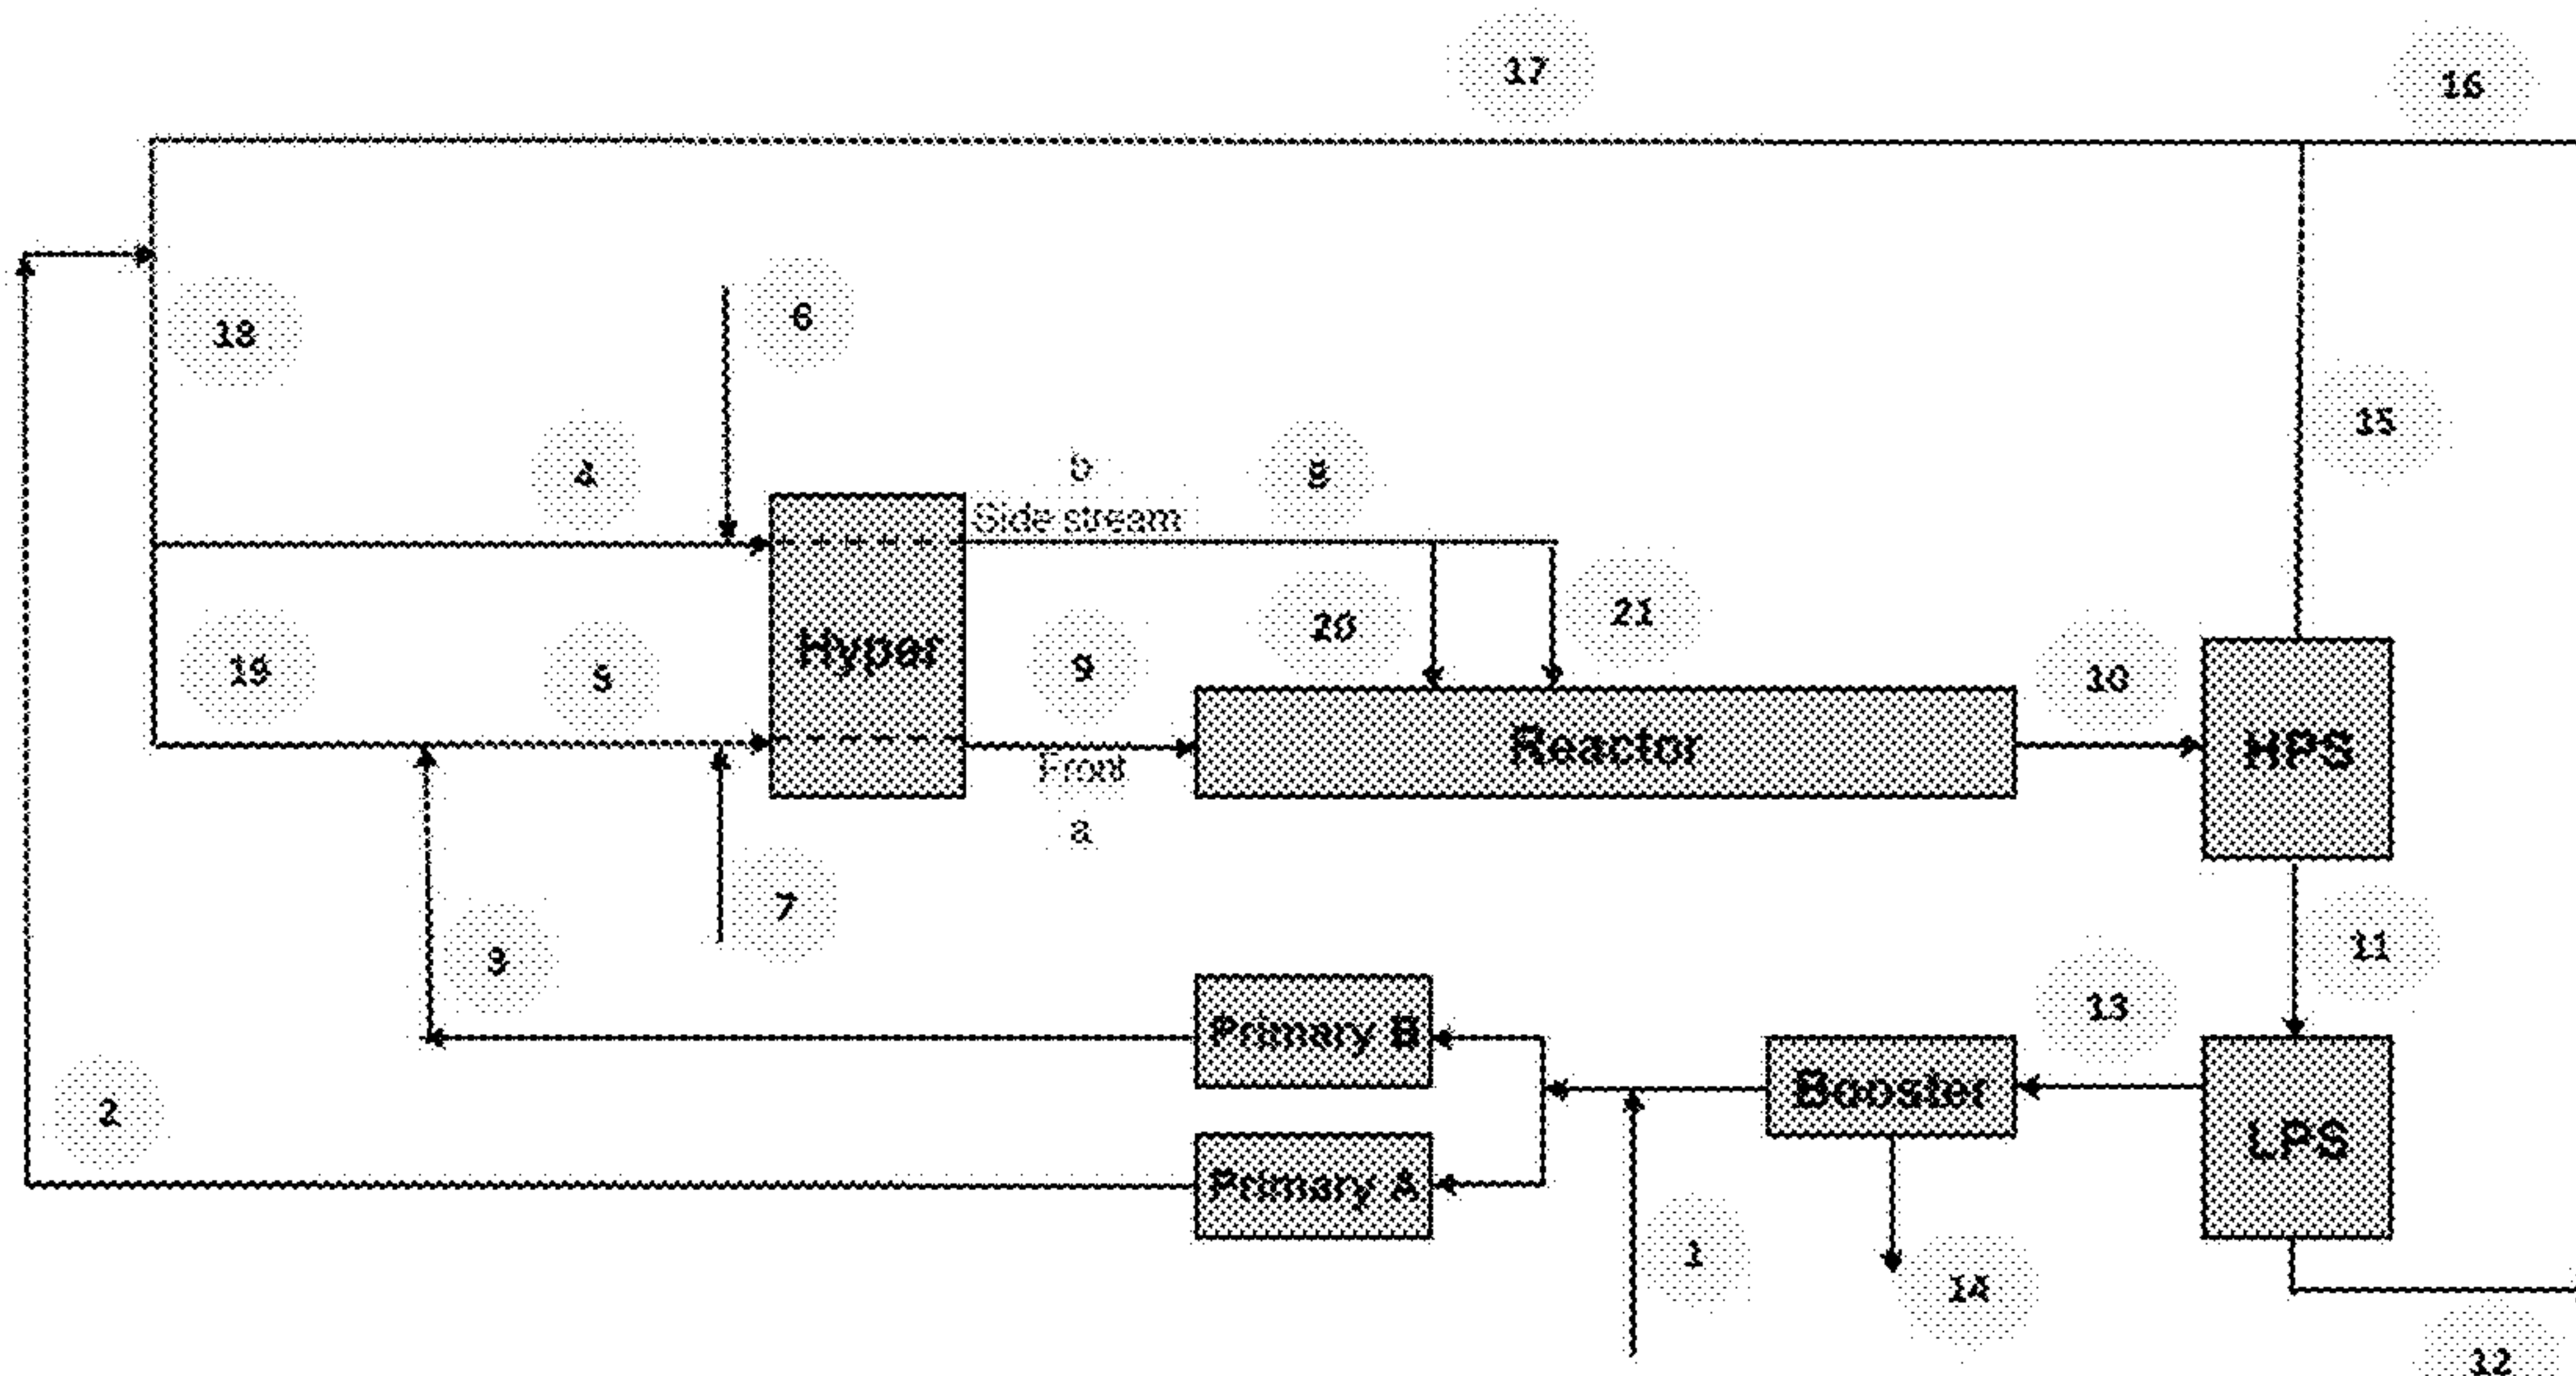 17
16
18
6
15
4
b
8
Side stream
20
21
Hyper
19
5
9
10
Reactor
HPS
Front
a
7
3
11
13
Primary B
Booster
2
LPS
Primary A
1
14
12